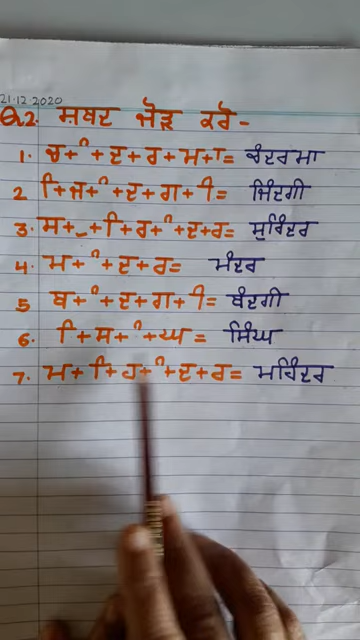 21.12.2020
Q.2. ਸ਼ਬਦ ਜੋੜ ਕਰੋ-
1. ਚ+ ੰ +ਦ+ਰ+ਮ+ਾ= ਚੰਦਰਮਾ
2 ਿ+ਜ+ ੰ +ਦ+ਗ+ੀ= ਜਿੰਦਗੀ
3. ਸ+ ੁ +ਿ+ਰ+ ੰ +ਦ+ਰ= ਸੁਰਿੰਦਰ
4. ਮ+ ੰ +ਦ+ਰ= ਮੰਦਰ
5 ਬ+ ੰ +ਦ+ਗ+ੀ= ਬੰਦਗੀ
6. ਿ+ਸ+ ੰ +ਘ= ਸਿੰਘ
7. ਮ+ਿ+ਹ+ ੰ +ਦ+ਰ= ਮਹਿੰਦਰ